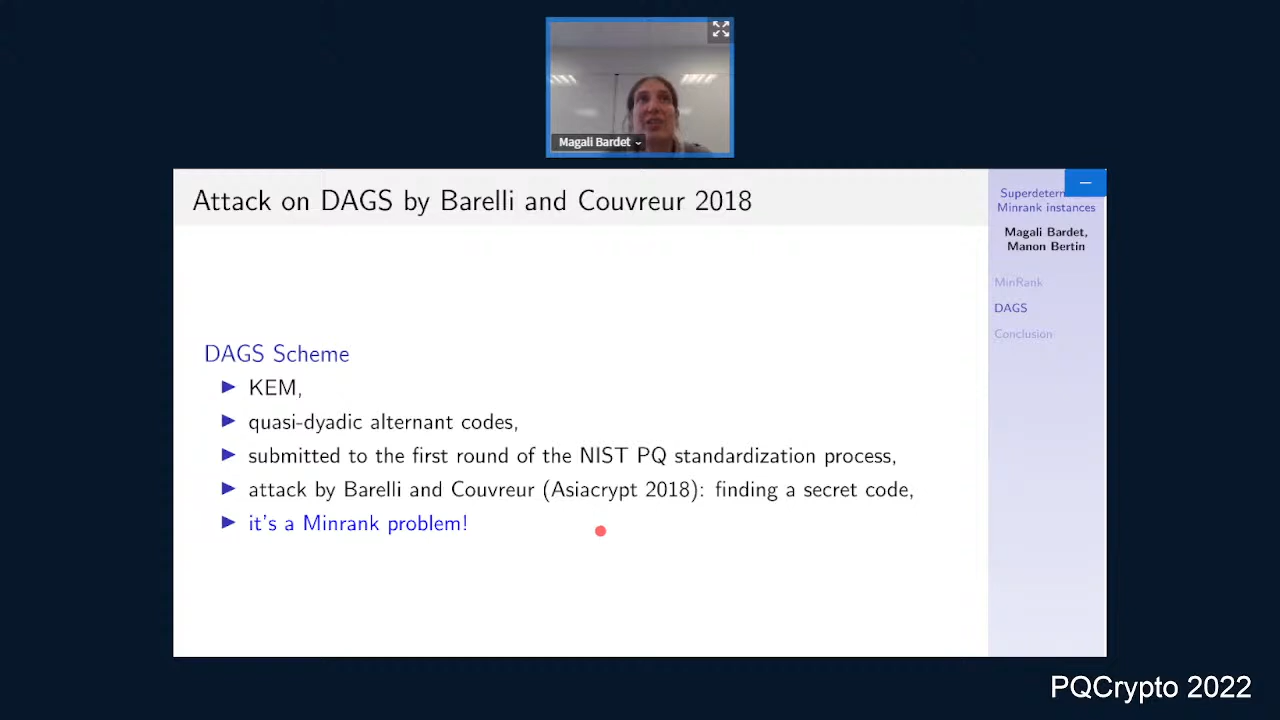 Magali Bardet
Attack on DAGS by Barelli and Couvreur 2018
DAGS Scheme
KEM,
quasi-dyadic alternant codes,
submitted to the first round of the NIST PQ standardization process,
attack by Barelli and Couvreur (Asiacrypt 2018): finding a secret code,
it's a Minrank problem!
Minrank instances
Magali Bardet,
Manon Bertin
MinRank
DAGS
Conclusion
PQCrypto 2022